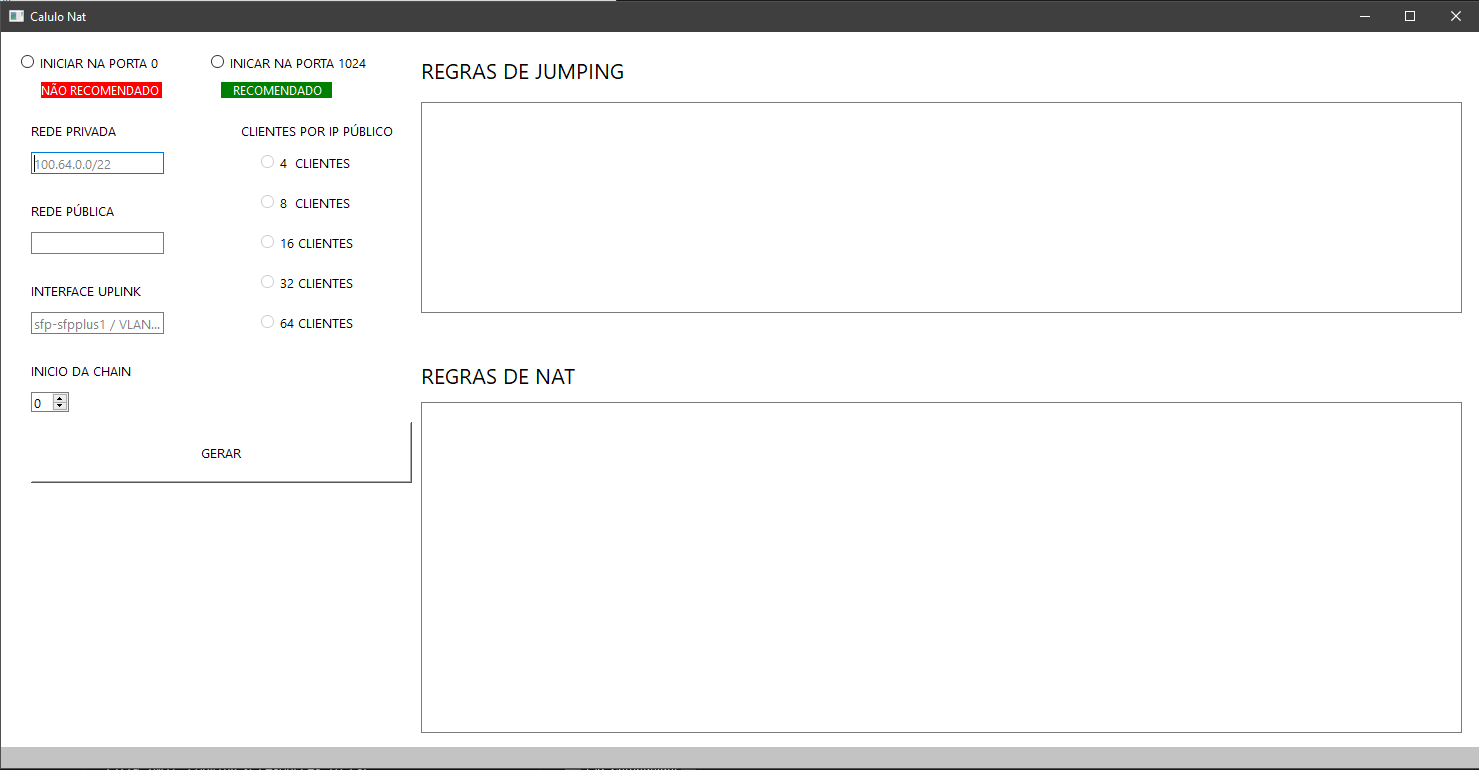 Calulo Nat
INICIAR NA PORTA 0
INICAR NA PORTA 1024
NÃO RECOMENDADO
RECOMENDADO
REDE PRIVADA
100.64.0.0/22
REDE PÚBLICA
INTERFACE UPLINK
sfp-sfpplus1 / VLAN...
INICIO DA CHAIN
0
CLIENTES POR IP PÚBLICO
4 CLIENTES
8 CLIENTES
16 CLIENTES
32 CLIENTES
64 CLIENTES
GERAR
REGRAS DE JUMPING
REGRAS DE NAT